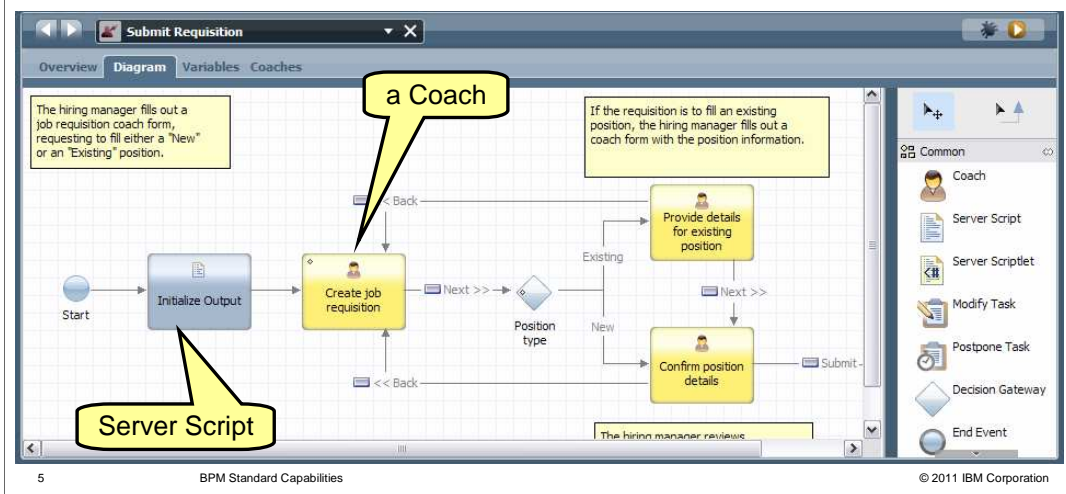 Submit Requisition
Overview Diagram Variables Coaches
a Coach
The hiring manager fills out a
job requisition coach form,
requesting to fill either a "New"
or an "Existing" position.
If the requisition is to fill an existing
position, the hiring manager fills out a
coach form with the position information.
<< Back
Provide details
for existing
position
Existing
Start
Initialize Output
Create job
requisition
Next >>
Position
type
Next >>
New
Confirm position
details
Submit
<< Back
Server Script
The hiring manager reviews
Common
Coach
Server Script
Server Scriptlet
Modify Task
Postpone Task
Decision Gateway
End Event
5
BPM Standard Capabilities
© 2011 IBM Corporation